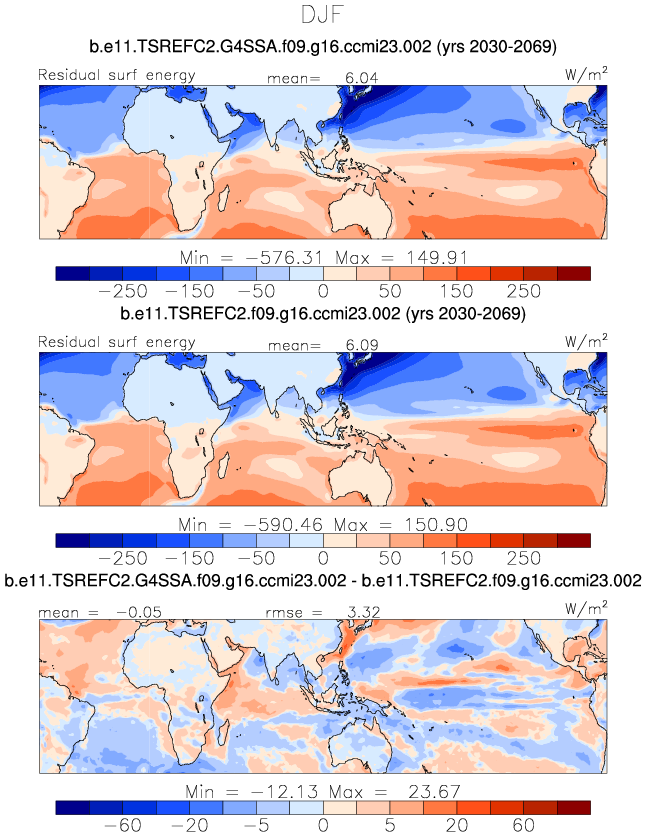 DJF
b.e11.TSREFC2.G4SSA.f09.g16.ccmi23.002 (yrs 2030-2069)
Residual surf energy mean= 6.04 W/m²
Min = −576.31 Max = 149.91
−250 −150 −50 0 50 150 250
b.e11.TSREFC2.f09.g16.ccmi23.002 (yrs 2030-2069)
Residual surf energy mean= 6.09 W/m²
Min = −590.46 Max = 150.90
−250 −150 −50 0 50 150 250
b.e11.TSREFC2.G4SSA.f09.g16.ccmi23.002 - b.e11.TSREFC2.f09.g16.ccmi23.002
mean = −0.05 rmse = 3.32 W/m²
Min = −12.13 Max = 23.67
−60 −20 −5 0 5 20 60